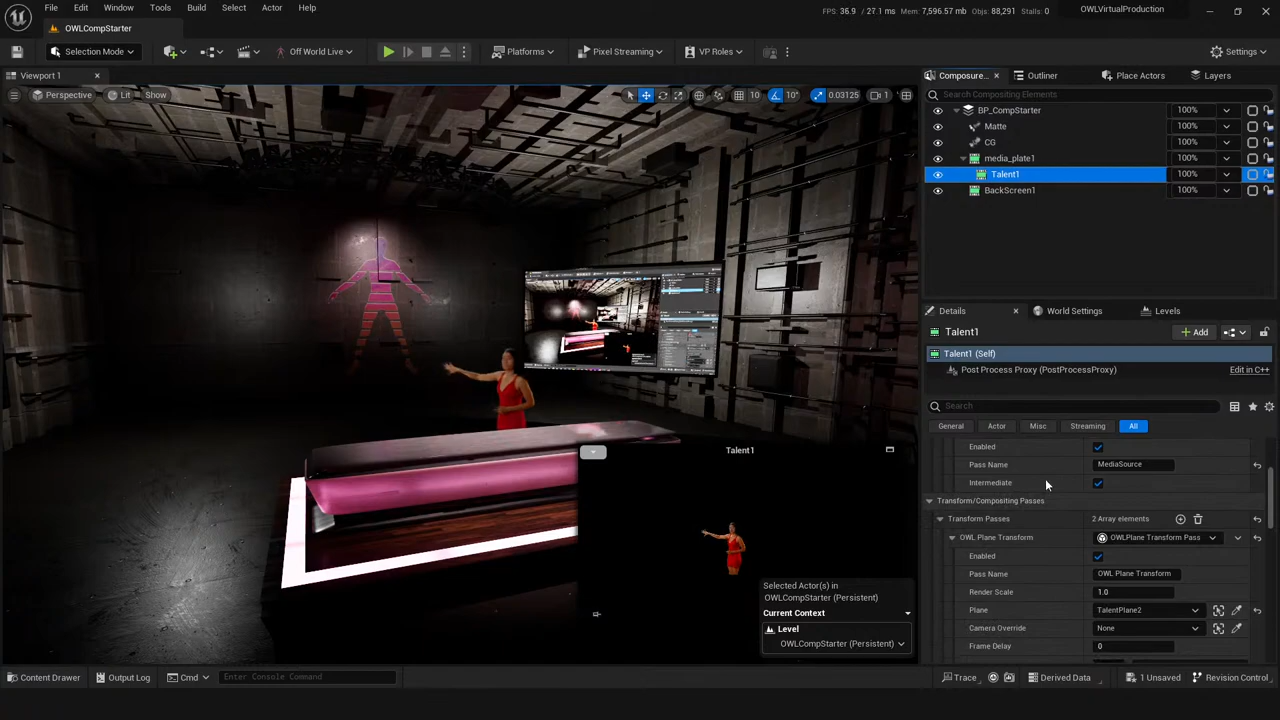 File Edit Window Tools Build Select Actor Help
FPS: 36.9 / 27.1 ms Mem: 7,596.57 mb Objs: 88,291 Stalls: 0
OWLVirtualProduction
OWLCompStarter
Selection Mode
Off World Live
Platforms
Pixel Streaming
VP Roles
Settings
Viewport 1
Perspective
Lit
Show
10
10°
0.03125
1
Composure...
Outliner
Place Actors
Layers
Search Compositing Elements
BP_CompStarter 100%
Matte 100%
CG 100%
media_plate1 100%
Talent1 100%
BackScreen1 100%
Details
World Settings
Levels
Talent1
Add
Talent1 (Self)
Post Process Proxy (PostProcessProxy) Edit in C++
Search
General Actor Misc Streaming All
Enabled
Pass Name MediaSource
Intermediate
Transform/Compositing Passes
Transform Passes 2 Array elements
OWL Plane Transform OWLPlane Transform Pass
Enabled
Pass Name OWL Plane Transform
Render Scale 1.0
Plane TalentPlane2
Camera Override None
Frame Delay 0
Talent1
Selected Actor(s) in
OWLCompStarter (Persistent)
Current Context
Level
OWLCompStarter (Persistent)
Content Drawer
Output Log
Cmd
Enter Console Command
Trace
Derived Data
1 Unsaved
Revision Control